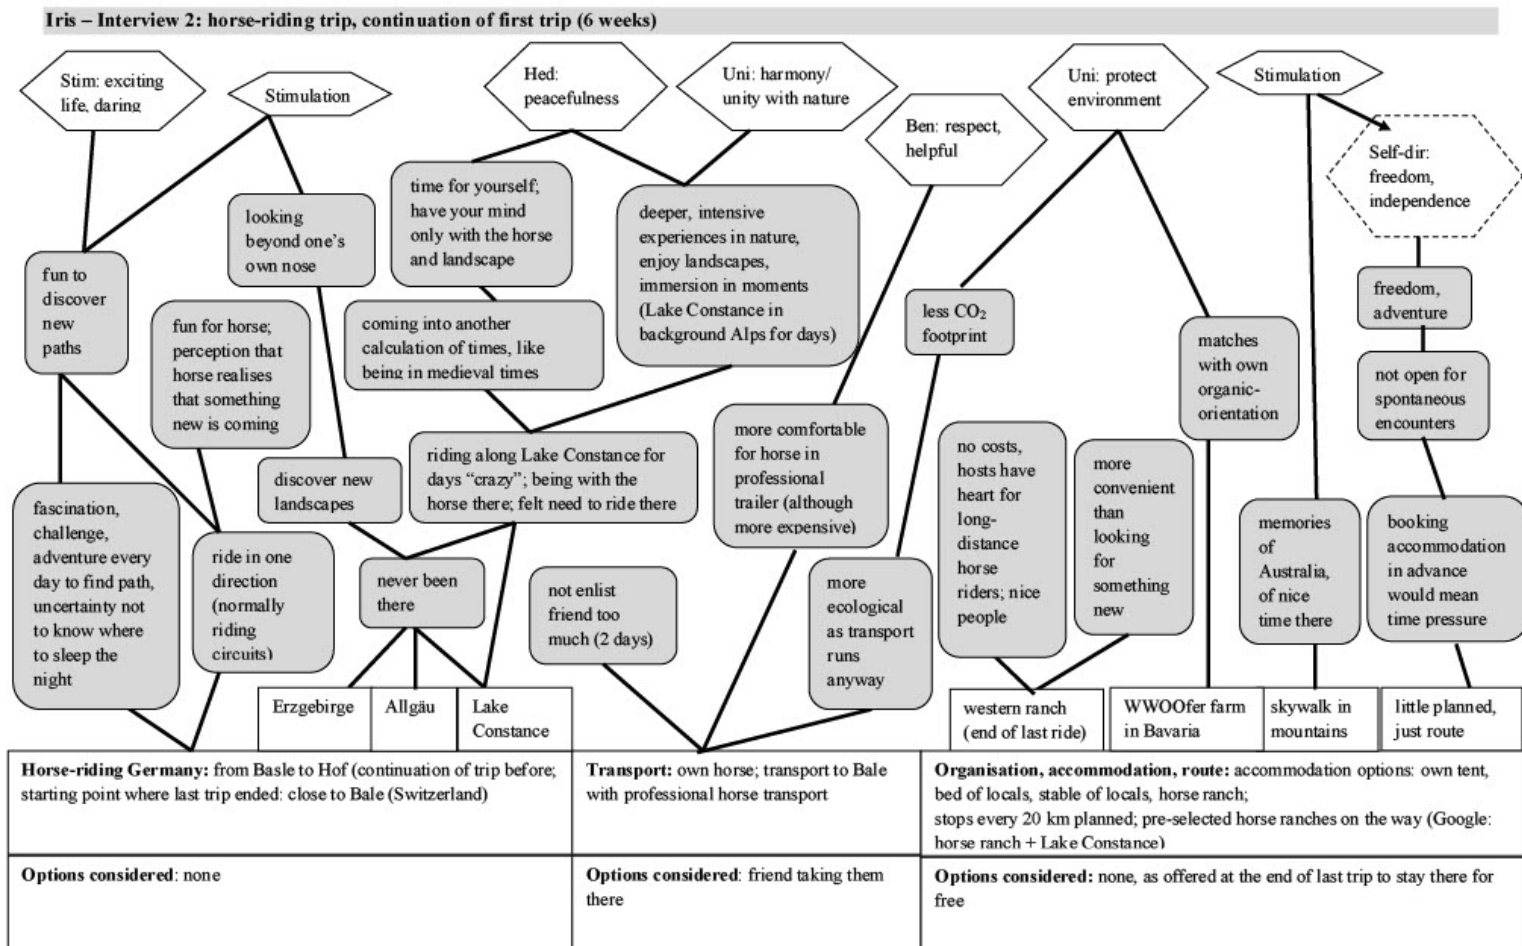 Iris – Interview 2: horse-riding trip, continuation of first trip (6 weeks)
Stim: exciting
life, daring
Stimulation
Hed:
peacefulness
Uni: harmony/
unity with nature
Ben: respect,
helpful
Uni: protect
environment
Stimulation
Self-dir:
freedom,
independence
fun to
discover
new
paths
looking
beyond one's
own nose
time for yourself;
have your mind
only with the horse
and landscape
deeper, intensive
experiences in nature,
enjoy landscapes,
immersion in moments
(Lake Constance in
background Alps for days)
fun for horse;
perception that
horse realises
that something
new is coming
coming into another
calculation of times, like
being in medieval times
less CO₂
footprint
matches
with own
organic-
orientation
freedom,
adventure
not open for
spontaneous
encounters
fascination,
challenge,
adventure every
day to find path,
uncertainty not
to know where
to sleep the
night
ride in one
direction
(normally
riding
circuits)
discover new
landscapes
riding along Lake Constance for
days “crazy”; being with the
horse there; felt need to ride there
never been
there
more comfortable
for horse in
professional
trailer (although
more expensive)
not enlist
friend too
much (2 days)
more
ecological
as transport
runs
anyway
no costs,
hosts have
heart for
long-
distance
horse
riders; nice
people
more
convenient
than
looking
for
something
new
memories
of
Australia,
of nice
time there
booking
accommodation
in advance
would mean
time pressure
Erzgebirge
Allgäu
Lake
Constance
western ranch
(end of last ride)
WWOOfer farm
in Bavaria
skywalk in
mountains
little planned,
just route
Horse-riding Germany: from Basle to Hof (continuation of trip before;
starting point where last trip ended: close to Bale (Switzerland)
Transport: own horse; transport to Bale
with professional horse transport
Organisation, accommodation, route: accommodation options: own tent,
bed of locals, stable of locals, horse ranch;
stops every 20 km planned; pre-selected horse ranches on the way (Google:
horse ranch + Lake Constance)
Options considered: none
Options considered: friend taking them
there
Options considered: none, as offered at the end of last trip to stay there for
free